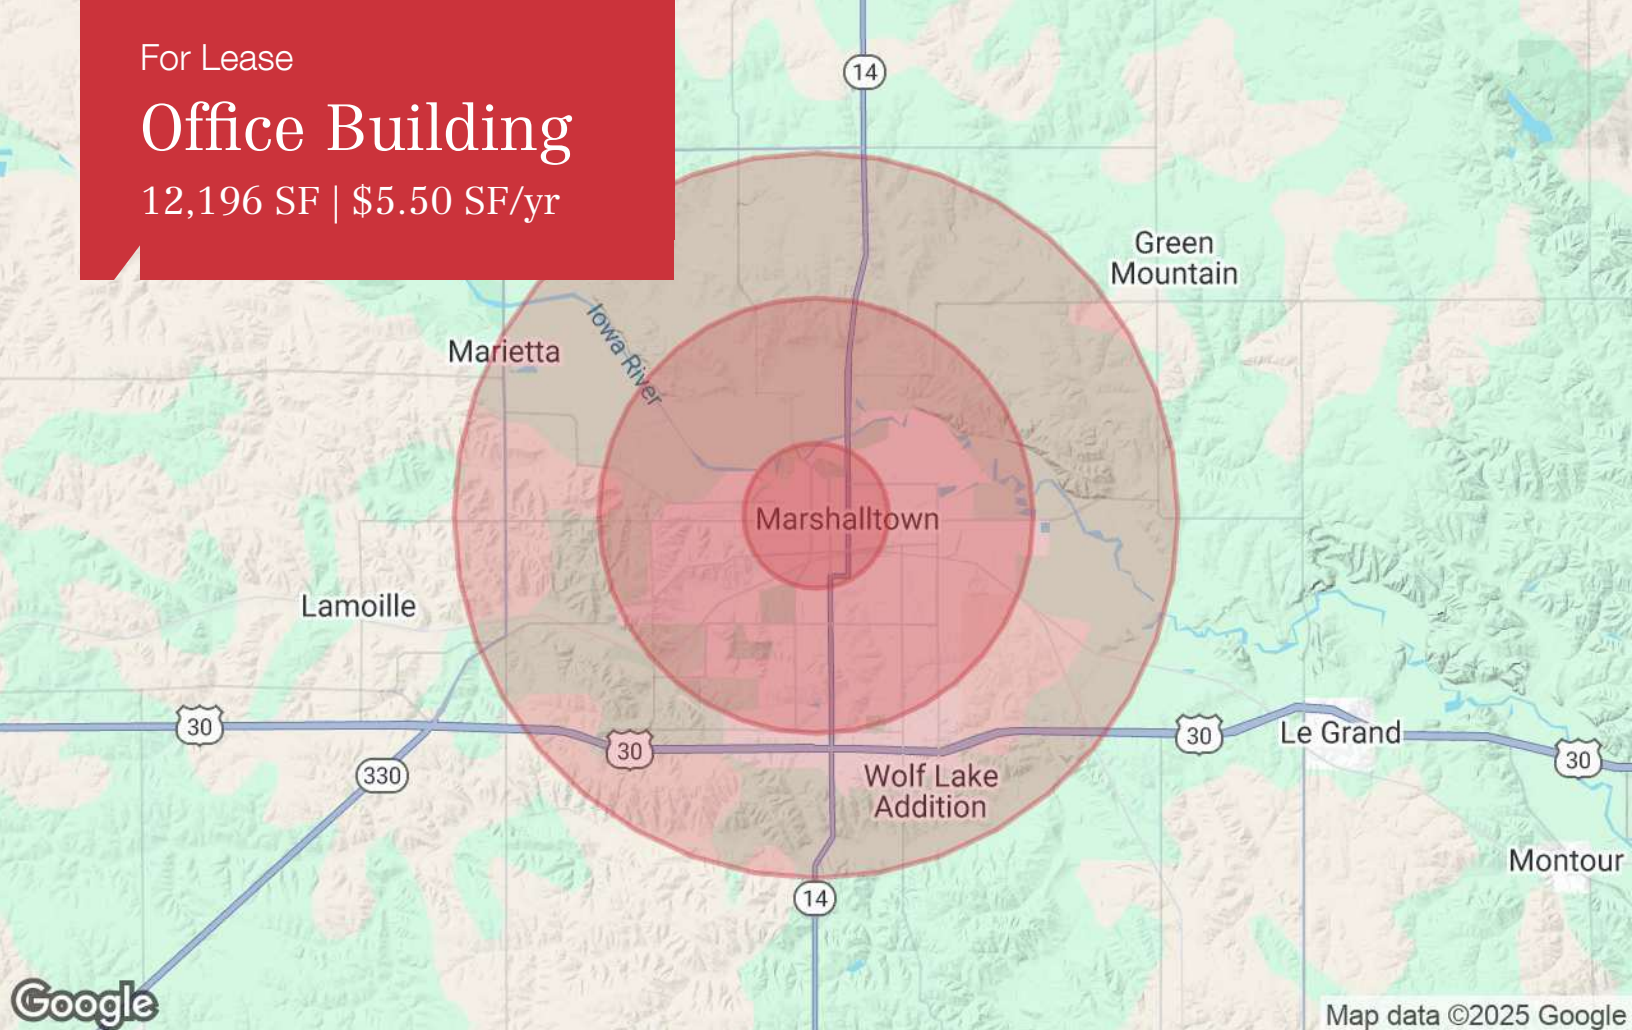 For Lease
Office Building
12,196 SF | $5.50 SF/yr
14
Green
Mountain
Iowa River
Marietta
Marshalltown
Lamoille
30
30
30
Le Grand
30
330
Wolf Lake
Addition
Montour
14
Google
Map data ©2025 Google